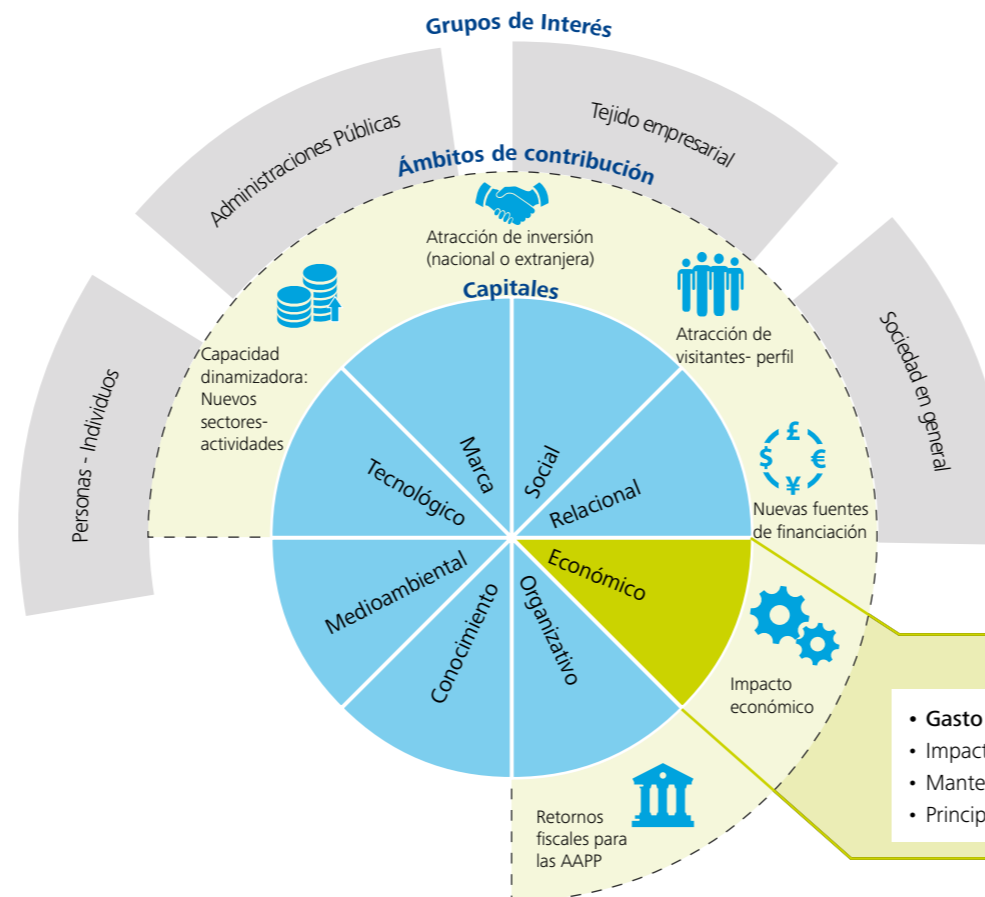 Grupos de Interés
Personas - Individuos
Administraciones Públicas
Tejido empresarial
Sociedad en general
Ámbitos de contribución
Capacidad
dinamizadora:
Nuevos
sectores-
actividades
Atracción de inversión
(nacional o extranjera)
Atracción de
visitantes- perfil
$ £ € ¥
Nuevas fuentes
de financiación
Impacto
económico
Retornos
fiscales para
las AAPP
Capitales
Marca
Social
Tecnológico
Relacional
Medioambiental
Económico
Conocimiento
Organizativo
• Gasto
• Impact
• Mante
• Princip